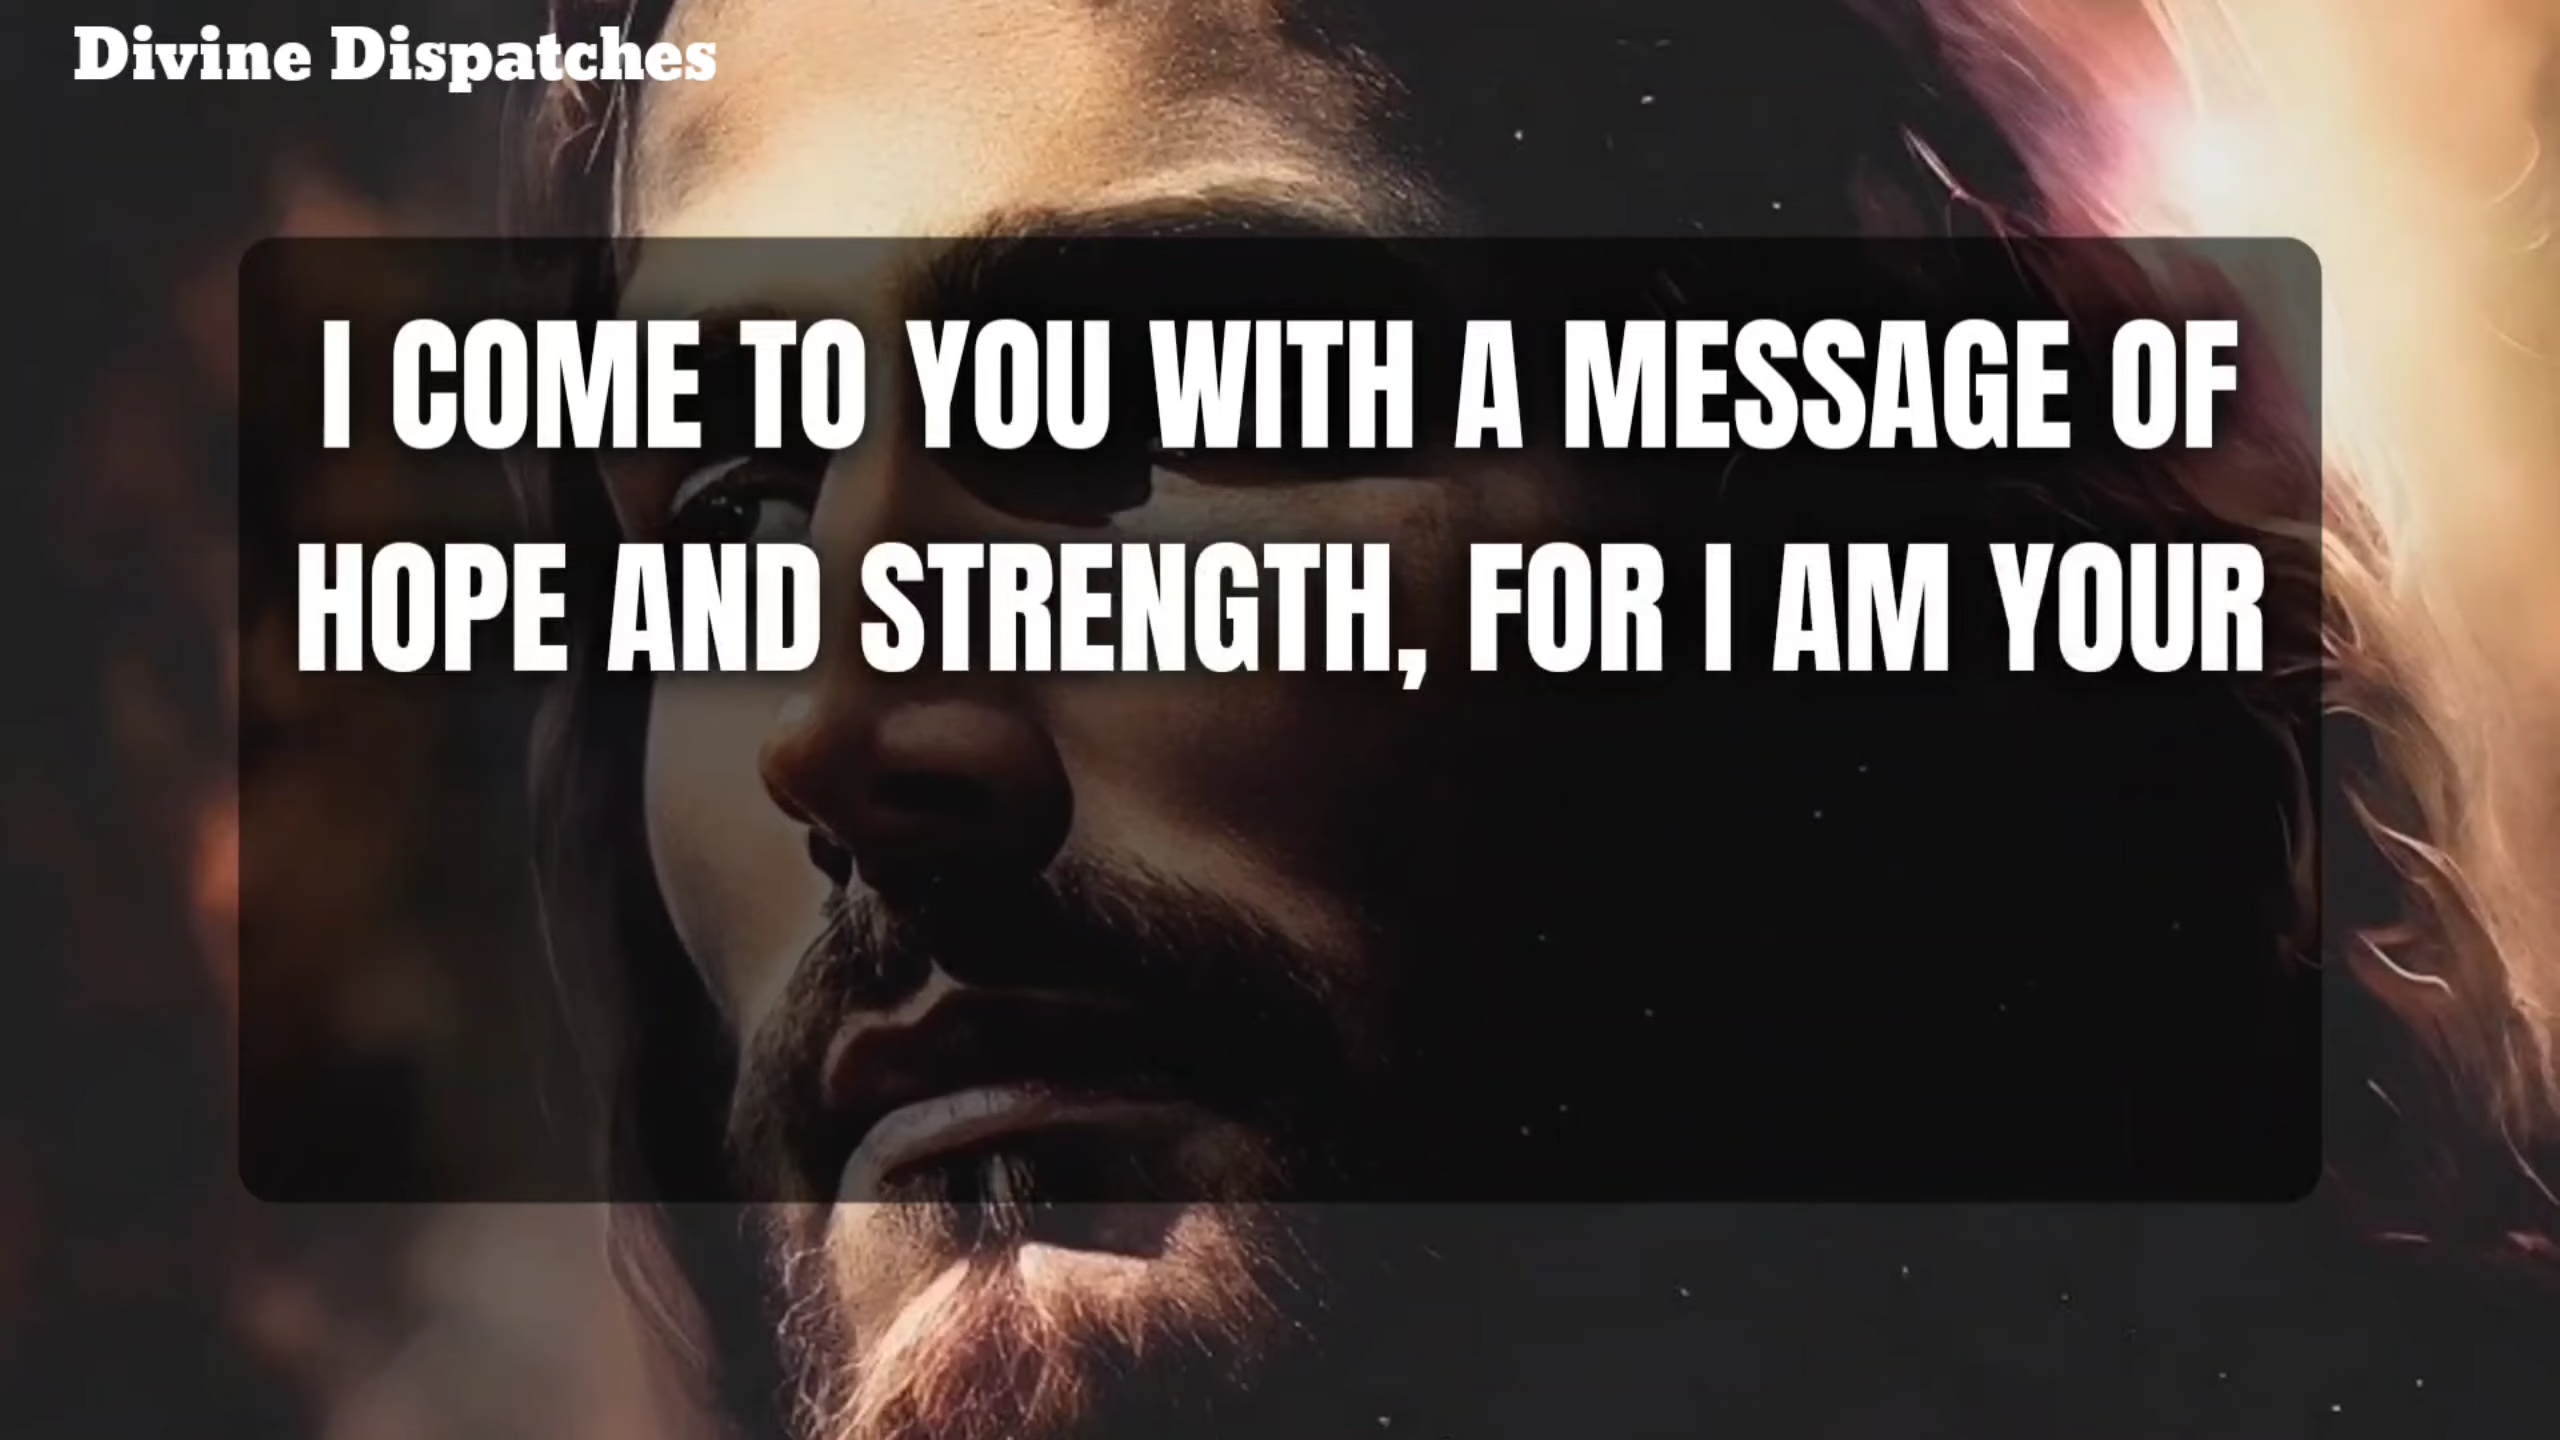 Divine Dispatches
I COME TO YOU WITH A MESSAGE OF
HOPE AND STRENGTH, FOR I AM YOUR